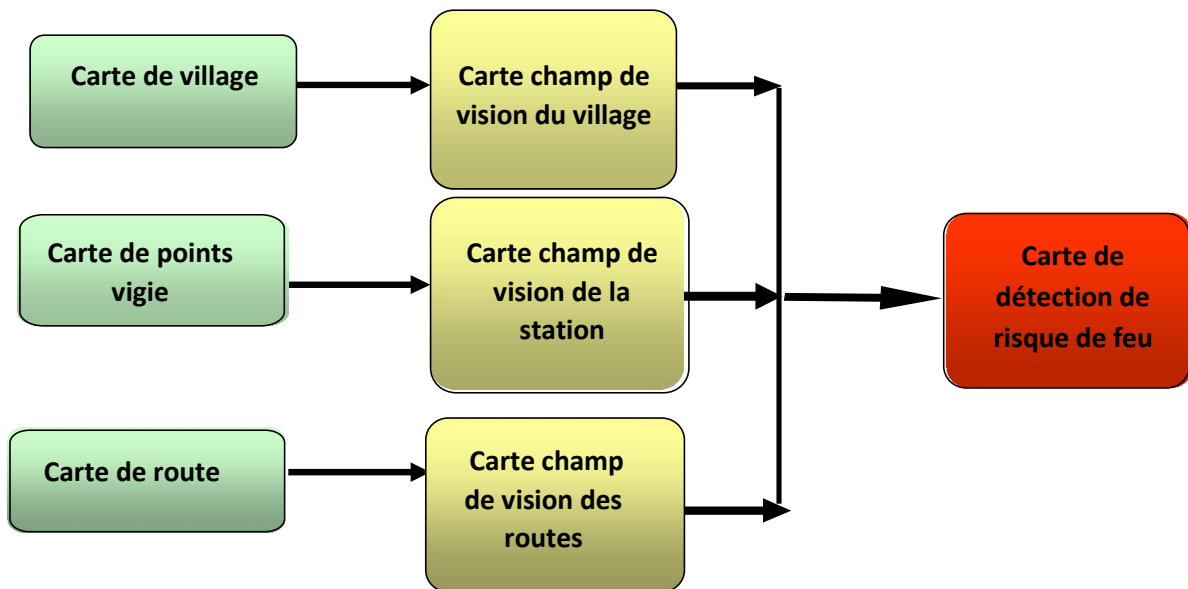 Carte de village
Carte champ de
vision du village
Carte de points
vigie
Carte champ de
vision de la
station
Carte de
détection de
risque de feu
Carte de route
Carte champ
de vision des
routes